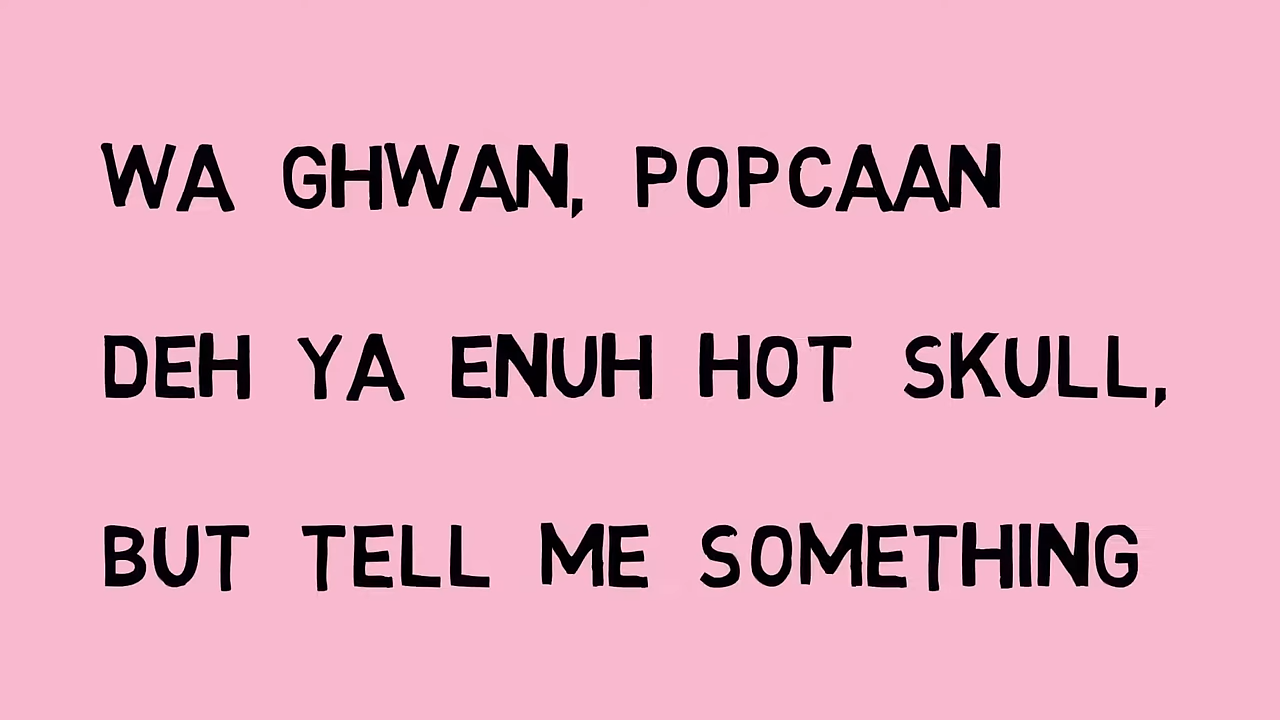 WA GHWAN, POPCAAN
DEH YA ENUH HOT SKULL,
BUT TELL ME SOMETHING